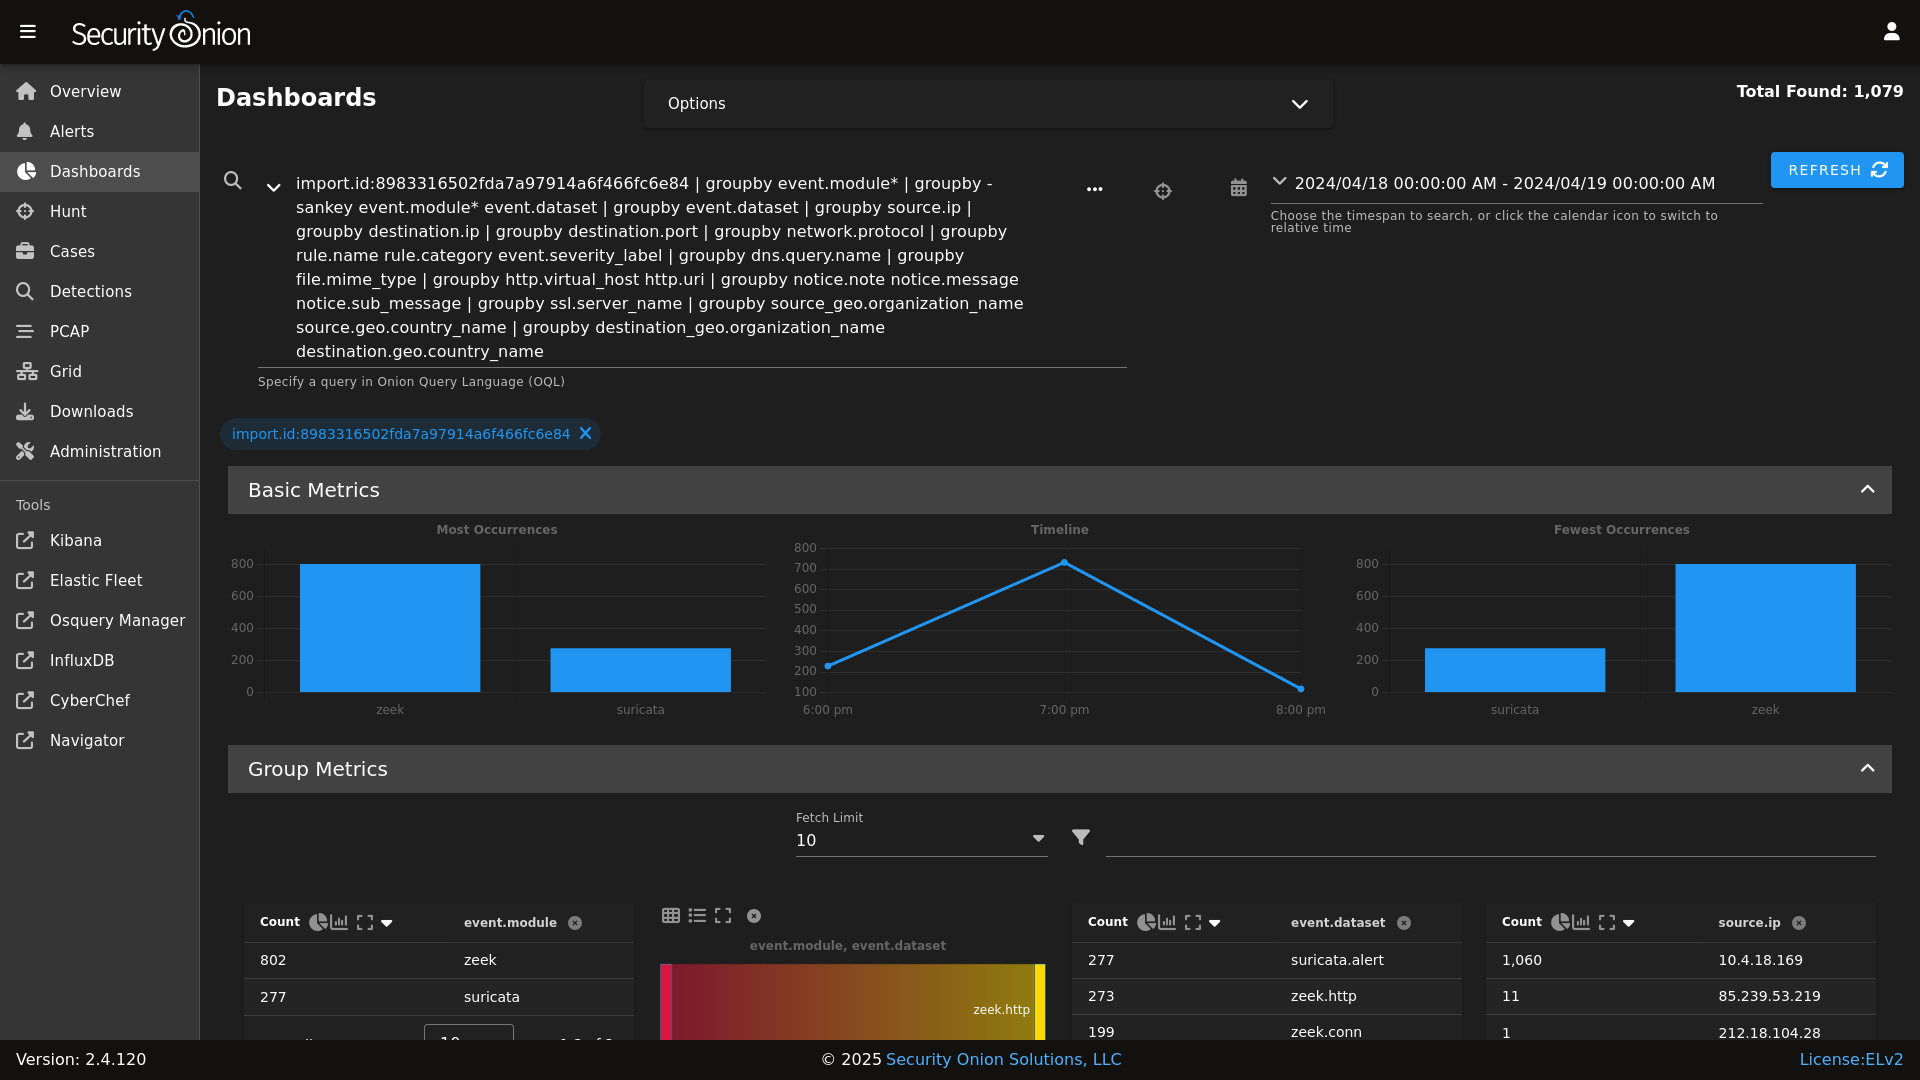 Security Onion
Overview
Alerts
Dashboards
Hunt
Cases
Detections
PCAP
Grid
Downloads
Administration
Tools
Kibana
Elastic Fleet
Osquery Manager
InfluxDB
CyberChef
Navigator
Dashboards
Options
Total Found: 1,079
import.id:8983316502fda7a97914a6f466fc6e84 | groupby event.module* | groupby -
sankey event.module* event.dataset | groupby event.dataset | groupby source.ip |
groupby destination.ip | groupby destination.port | groupby network.protocol | groupby
rule.name rule.category event.severity_label | groupby dns.query.name | groupby
file.mime_type | groupby http.virtual_host http.uri | groupby notice.note notice.message
notice.sub_message | groupby ssl.server_name | groupby source_geo.organization_name
source.geo.country_name | groupby destination_geo.organization_name
destination.geo.country_name
Specify a query in Onion Query Language (OQL)
2024/04/18 00:00:00 AM - 2024/04/19 00:00:00 AM
Choose the timespan to search, or click the calendar icon to switch to
relative time
REFRESH
import.id:8983316502fda7a97914a6f466fc6e84
Basic Metrics
Most Occurrences
800
600
400
200
0
zeek
suricata
Timeline
800
700
600
500
400
300
200
100
6:00 pm
7:00 pm
8:00 pm
Fewest Occurrences
800
600
400
200
0
suricata
zeek
Group Metrics
Fetch Limit
10
Count event.module
802 zeek
277 suricata
event.module, event.dataset
zeek.http
Count event.dataset
277 suricata.alert
273 zeek.http
199 zeek.conn
Count source.ip
1,060 10.4.18.169
11 85.239.53.219
1 212.18.104.28
Version: 2.4.120
© 2025 Security Onion Solutions, LLC
License:ELv2